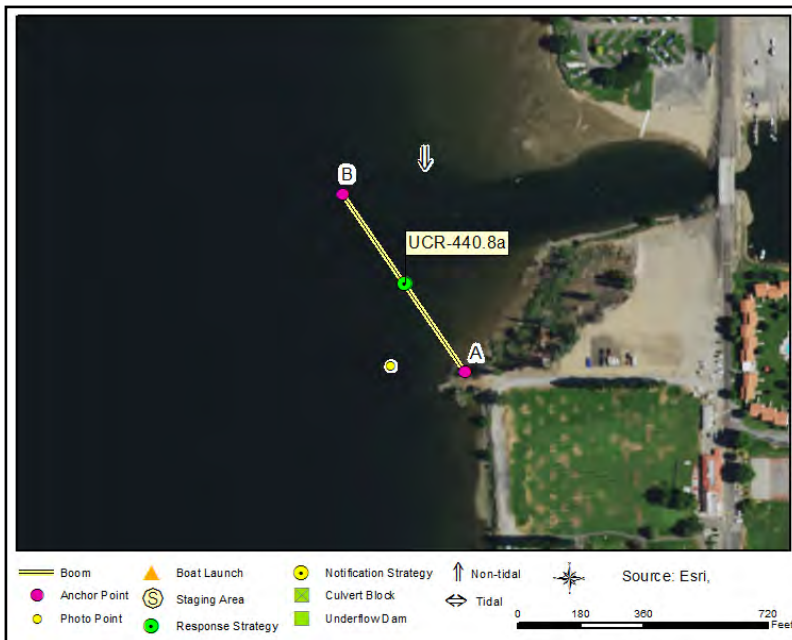 B
UCR-440.8a
A
Boom
Boat Launch
Notification Strategy
Non-tidal
Source: Esri,
Anchor Point
S
Staging Area
Culvert Block
Tidal
Photo Point
Response Strategy
Underflow Dam
0 180 360 720
Feet